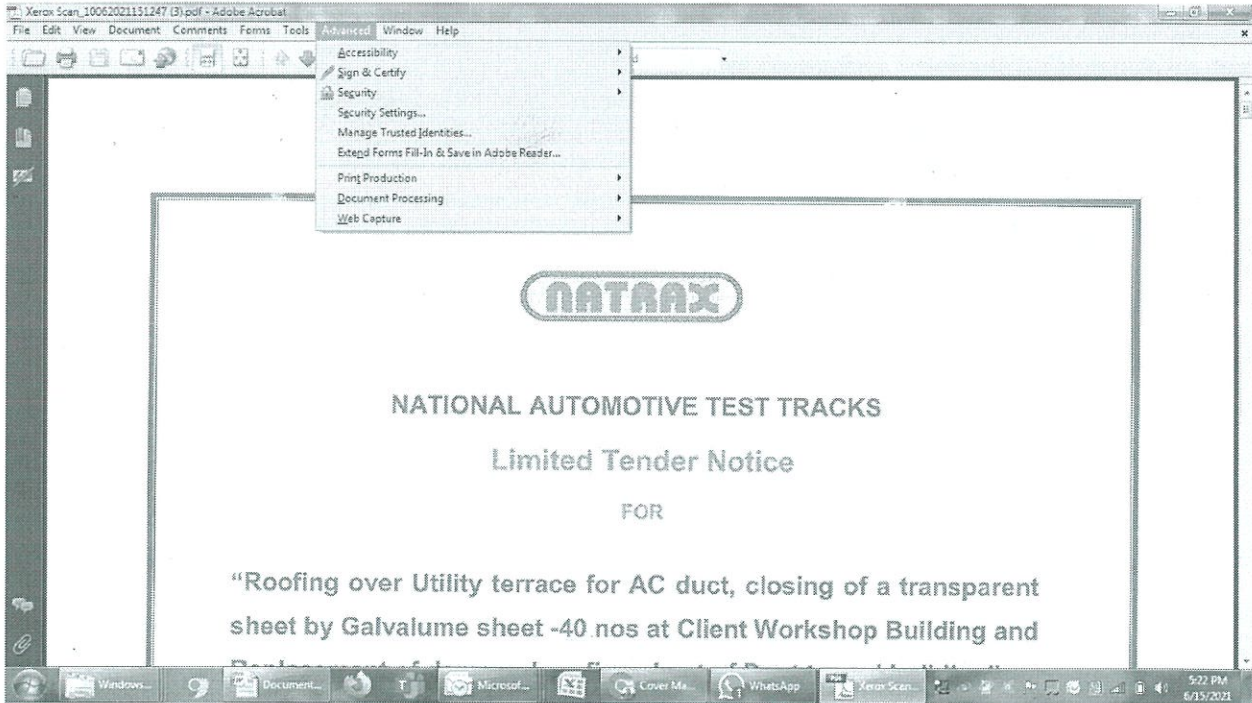 Xerox Scan_10062021151247 (3).pdf - Adobe Acrobat
File Edit View Document Comments Forms Tools Advanced Window Help
Accessibility
Sign & Certify
Security
Security Settings...
Manage Trusted Identities...
Extend Forms Fill-In & Save in Adobe Reader...
Print Production
Document Processing
Web Capture
NATRAX
NATIONAL AUTOMOTIVE TEST TRACKS
Limited Tender Notice
FOR
“Roofing over Utility terrace for AC duct, closing of a transparent
sheet by Galvalume sheet -40 nos at Client Workshop Building and
Windows... Document... Microsof... Cover Ma... WhatsApp Xerox Scan... 5:22 PM
6/15/2021